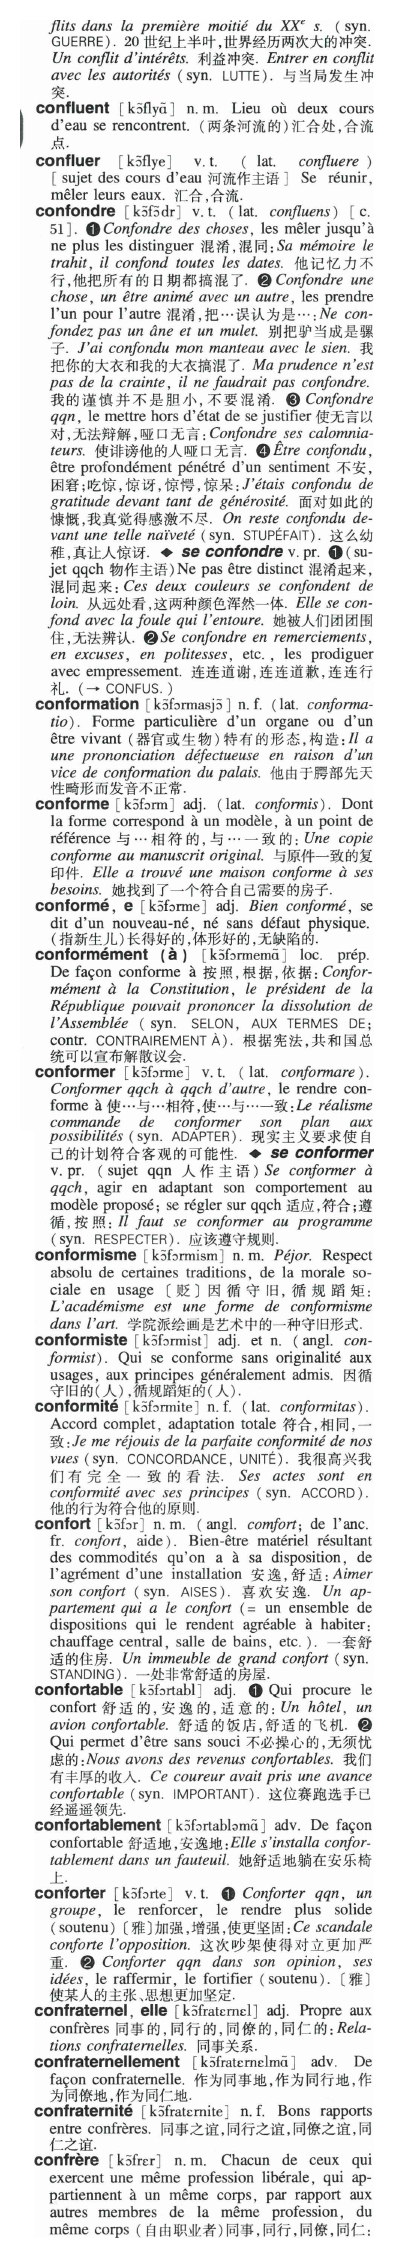 flits dans la première moitié du XXᵉ s. (syn.
GUERRE). 20 世纪上半叶,世界经历两次大的冲突.
Un conflit d'intérêts. 利益冲突. Entrer en conflit
avec les autorités (syn. LUTTE). 与当局发生冲
突.
confluent [kɔ̃flyɑ̃] n. m. Lieu où deux cours
d'eau se rencontrent. (两条河流的)汇合处,合流
点.
confluer [kɔ̃flye] v. t. ( lat. confluere )
[ sujet des cours d'eau 河流作主语 ] Se réunir,
mêler leurs eaux. 汇合,合流.
confondre [kɔ̃fɔ̃dr] v. t. ( lat. confluens) [ c.
51]. ❶ Confondre des choses, les mêler jusqu'à
ne plus les distinguer 混淆,混同: Sa mémoire le
trahit, il confond toutes les dates. 他记忆力不
行,他把所有的日期都搞混了. ❷ Confondre une
chose, un être animé avec un autre, les prendre
l'un pour l'autre 混淆,把…误认为是…: Ne con-
fondez pas un âne et un mulet. 别把驴当成是骡
子. J'ai confondu mon manteau avec le sien. 我
把你的大衣和我的大衣搞混了. Ma prudence n'est
pas de la crainte, il ne faudrait pas confondre.
我的谨慎并不是胆小,不要混淆. ❸ Confondre
qqn, le mettre hors d'état de se justifier 使无言以
对,无法辩解,哑口无言: Confondre ses calomnia-
teurs. 使诽谤他的人哑口无言. ❹ Être confondu,
être profondément pénétré d'un sentiment 不安,
困窘;吃惊,惊讶,惊愕,惊呆: J'étais confondu de
gratitude devant tant de générosité. 面对如此的
慷慨,我真觉得感激不尽. On reste confondu de-
vant une telle naïveté (syn. STUPÉFAIT). 这么幼
稚,真让人惊讶. ◆ se confondre v. pr. ❶ (su-
jet qqch 物作主语) Ne pas être distinct 混淆起来,
混同起来: Ces deux couleurs se confondent de
loin. 从远处看,这两种颜色浑然一体. Elle se con-
fond avec la foule qui l'entoure. 她被人们团团围
住,无法辨认. ❷ Se confondre en remerciements,
en excuses, en politesses, etc., les prodiguer
avec empressement. 连连道谢,连连道歉,连连行
礼. (→ CONFUS. )
conformation [kɔ̃fɔrmasjɔ̃] n. f. (lat. conforma-
tio). Forme particulière d'un organe ou d'un
être vivant (器官或生物)特有的形态,构造: Il a
une prononciation défectueuse en raison d'un
vice de conformation du palais. 他由于腭部先天
性畸形而发音不正常.
conforme [kɔ̃fɔrm] adj. (lat. conformis). Dont
la forme correspond à un modèle, à un point de
référence 与…相符的,与…一致的: Une copie
conforme au manuscrit original. 与原件一致的复
印件. Elle a trouvé une maison conforme à ses
besoins. 她找到了一个符合自己需要的房子.
conformé, e [kɔ̃fɔrme] adj. Bien conformé, se
dit d'un nouveau-né, né sans défaut physique.
(指新生儿)长得好的,体形好的,无缺陷的.
conformément (à) [kɔ̃fɔrmemɑ̃] loc. prép.
De façon conforme à 按照,根据,依据: Confor-
mément à la Constitution, le président de la
République pouvait prononcer la dissolution de
l'Assemblée (syn. SELON, AUX TERMES DE;
contr. CONTRAIREMENT À). 根据宪法,共和国总
统可以宣布解散议会.
conformer [kɔ̃fɔrme] v. t. ( lat. conformare).
Conformer qqch à qqch d'autre, le rendre con-
forme à 使…与…相符,使…与…一致: Le réalisme
commande de conformer son plan aux
possibilités (syn. ADAPTER). 现实主义要求使自
己的计划符合客观的可能性. ◆ se conformer
v. pr. (sujet qqn 人作主语) Se conformer à
qqch, agir en adaptant son comportement au
modèle proposé; se régler sur qqch 适应,符合;遵
循,按照: Il faut se conformer au programme
(syn. RESPECTER). 应该遵守规则.
conformisme [kɔ̃fɔrmism] n. m. Péjor. Respect
absolu de certaines traditions, de la morale so-
ciale en usage [贬] 因循守旧,循规蹈矩:
L'académisme est une forme de conformisme
dans l'art. 学院派绘画是艺术中的一种守旧形式.
conformiste [kɔ̃fɔrmist] adj. et n. (angl. con-
formist). Qui se conforme sans originalité aux
usages, aux principes généralement admis. 因循
守旧的(人),循规蹈矩的(人).
conformité [kɔ̃fɔrmite] n. f. (lat. conformitas).
Accord complet, adaptation totale 符合,相同,一
致: Je me réjouis de la parfaite conformité de nos
vues (syn. CONCORDANCE, UNITÉ). 我很高兴我
们有完全一致的看法. Ses actes sont en
conformité avec ses principes (syn. ACCORD).
他的行为符合他的原则.
confort [kɔ̃fɔr] n. m. (angl. comfort; de l'anc.
fr. confort, aide). Bien-être matériel résultant
des commodités qu'on a à sa disposition, de
l'agrément d'une installation 安逸,舒适: Aimer
son confort (syn. AISES). 喜欢安逸. Un ap-
partement qui a le confort (= un ensemble de
dispositions qui le rendent agréable à habiter:
chauffage central, salle de bains, etc.). 一套舒
适的住房. Un immeuble de grand confort (syn.
STANDING). 一处非常舒适的房屋.
confortable [kɔ̃fɔrtabl] adj. ❶ Qui procure le
confort 舒适的,安逸的,适意的: Un hôtel, un
avion confortable. 舒适的饭店,舒适的飞机. ❷
Qui permet d'être sans souci 不必操心的,无须忧
虑的: Nous avons des revenus confortables. 我们
有丰厚的收入. Ce coureur avait pris une avance
confortable (syn. IMPORTANT). 这位赛跑选手已
经遥遥领先.
confortablement [kɔ̃fɔrtabləmɑ̃] adv. De façon
confortable 舒适地,安逸地: Elle s'installa confor-
tablement dans un fauteuil. 她舒适地躺在安乐椅
上.
conforter [kɔ̃fɔrte] v. t. ❶ Conforter qqn, un
groupe, le renforcer, le rendre plus solide
(soutenu) [雅]加强,增强,使更坚固: Ce scandale
conforte l'opposition. 这次吵架使得对立更加严
重. ❷ Conforter qqn dans son opinion, ses
idées, le raffermir, le fortifier (soutenu). [雅]
使某人的主张、思想更加坚定.
confraternel, elle [kɔ̃fratɛrnɛl] adj. Propre aux
confrères 同事的,同行的,同僚的,同仁的: Rela-
tions confraternelles. 同事关系.
confraternellement [kɔ̃fratɛrnɛlmɑ̃] adv. De
façon confraternelle. 作为同事地,作为同行地,作
为同僚地,作为同仁地.
confraternité [kɔ̃fratɛrnite] n. f. Bons rapports
entre confrères. 同事之谊,同行之谊,同僚之谊,同
仁之谊.
confrère [kɔ̃frɛr] n. m. Chacun de ceux qui
exercent une même profession libérale, qui ap-
partiennent à un même corps, par rapport aux
autres membres de la même profession, du
même corps (自由职业者)同事,同行,同僚,同仁: